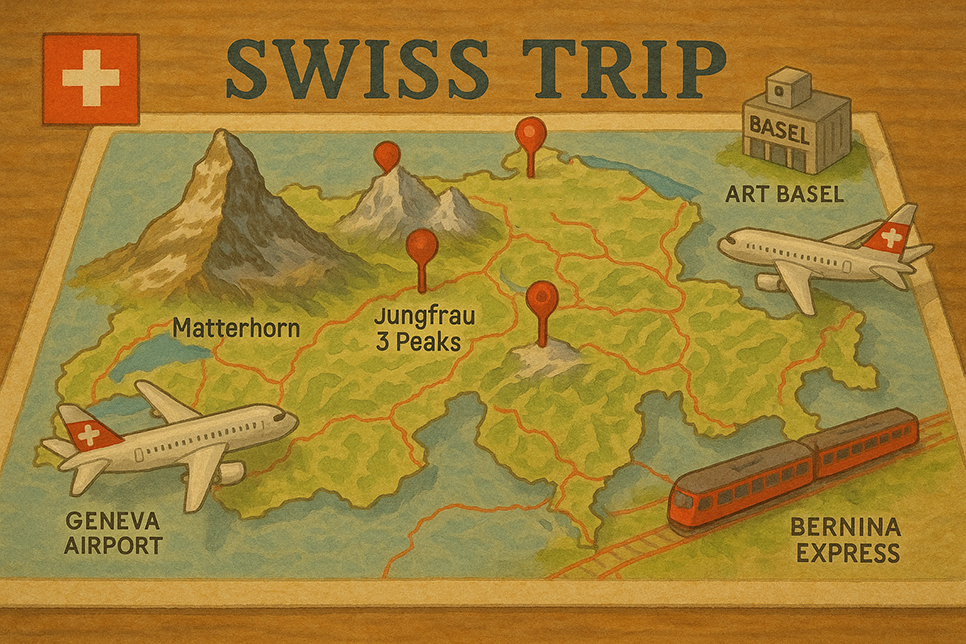 SWISS TRIP
BASEL
ART BASEL
Matterhorn
Jungfrau
3 Peaks
GENEVA
AIRPORT
BERNINA
EXPRESS